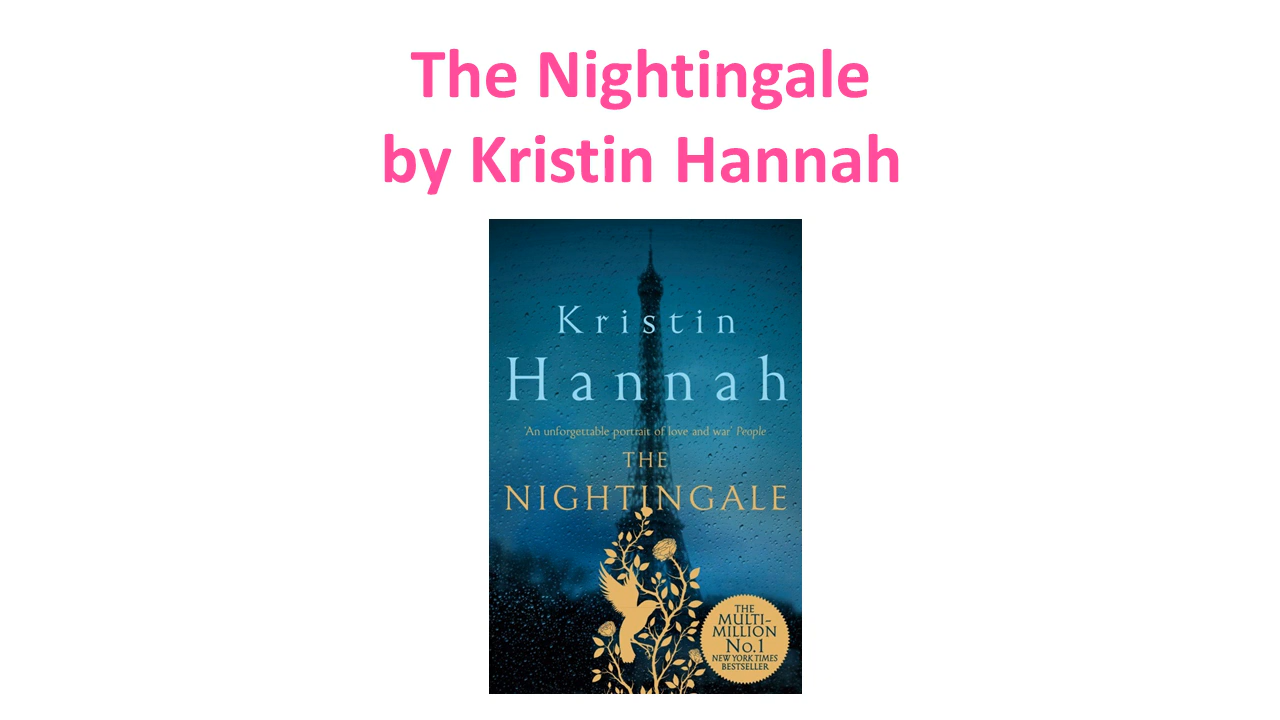 The Nightingale
by Kristin Hannah
Kristin
Hannah
'An unforgettable portrait of love and war' People
THE
NIGHTINGALE
THE
MULTI-
MILLION
No.1
NEW YORK TIMES
BESTSELLER